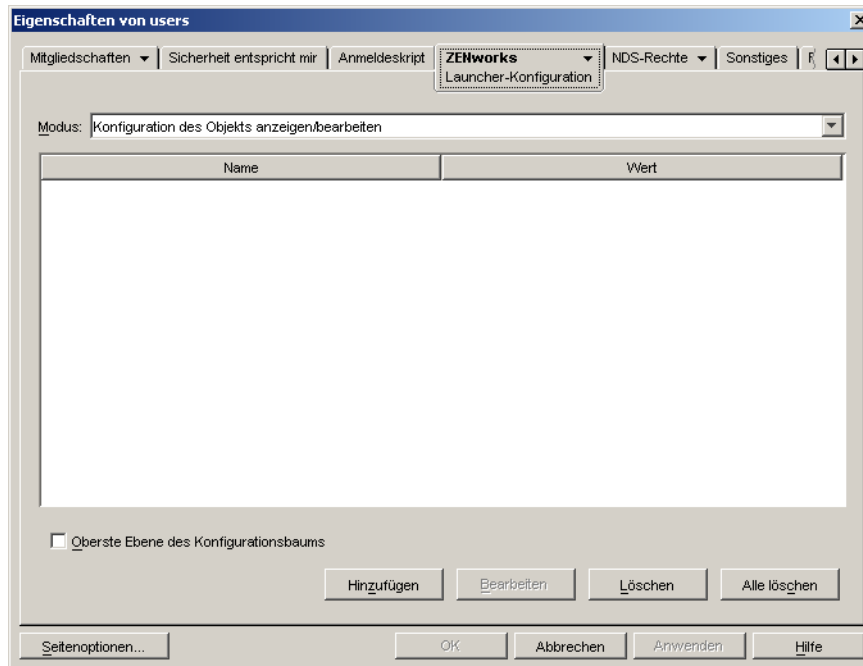 Eigenschaften von users
Mitgliedschaften Sicherheit entspricht mir Anmeldeskript ZENworks NDS-Rechte Sonstiges
Launcher-Konfiguration
Modus: Konfiguration des Objekts anzeigen/bearbeiten
Name Wert
Oberste Ebene des Konfigurationsbaums
Hinzufügen Bearbeiten Löschen Alle löschen
Seitenoptionen... OK Abbrechen Anwenden Hilfe